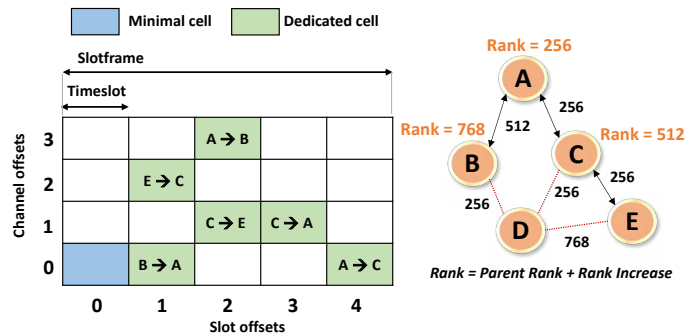 Minimal cell
Dedicated cell
Slotframe
Timeslot
Channel offsets
3
A → B
2
E → C
1
C → E
C → A
0
B → A
A → C
0
1
2
3
4
Slot offsets
Rank = 256
A
512
256
Rank = 768
Rank = 512
B
C
256
256
256
D
E
768
Rank = Parent Rank + Rank Increase